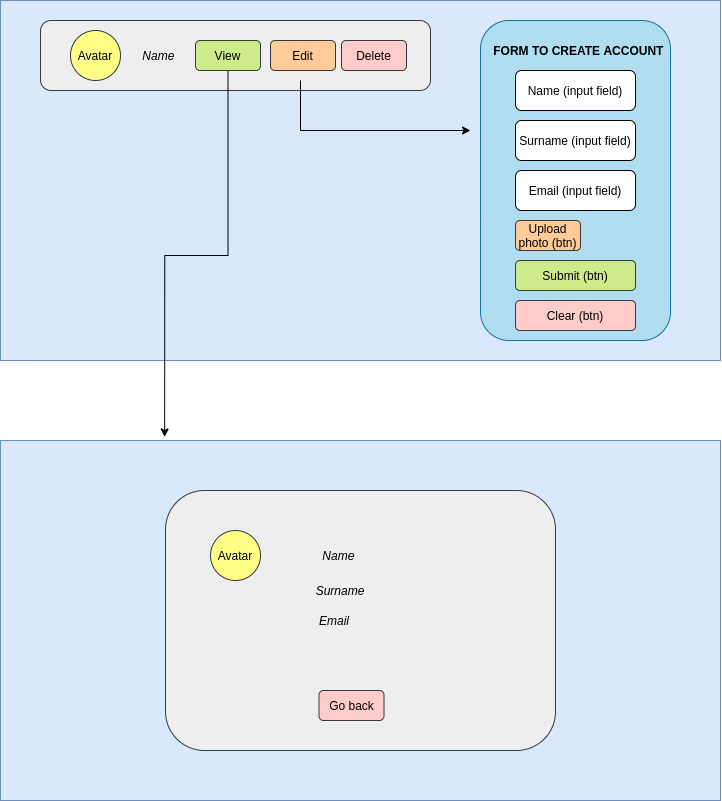 Avatar
Name
View
Edit
Delete
FORM TO CREATE ACCOUNT
Name (input field)
Surname (input field)
Email (input field)
Upload
photo (btn)
Submit (btn)
Clear (btn)
Avatar
Name
Surname
Email
Go back